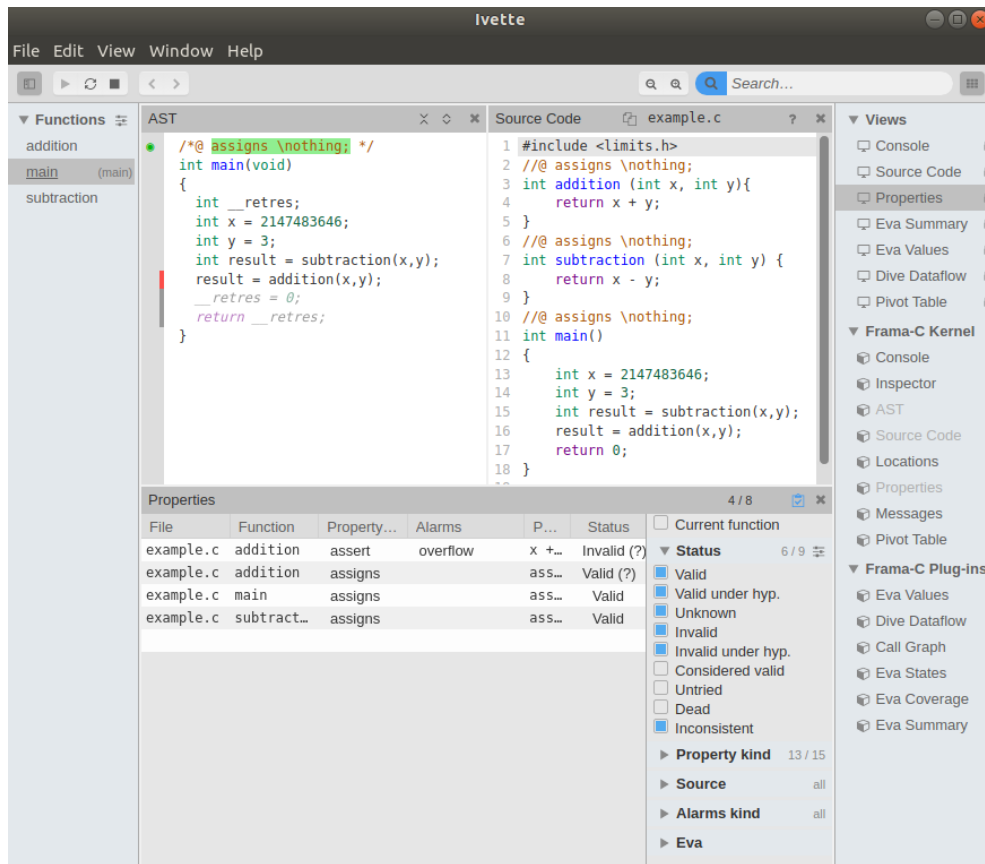 Ivette
File Edit View Window Help
Search...
Functions
addition
main (main)
subtraction
AST
/*@ assigns \nothing; */
int main(void)
{
int __retres;
int x = 2147483646;
int y = 3;
int result = subtraction(x,y);
result = addition(x,y);
__retres = 0;
return __retres;
}
Source Code example.c ?
1 #include <limits.h>
2 //@ assigns \nothing;
3 int addition (int x, int y){
4 return x + y;
5 }
6 //@ assigns \nothing;
7 int subtraction (int x, int y) {
8 return x - y;
9 }
10 //@ assigns \nothing;
11 int main()
12 {
13 int x = 2147483646;
14 int y = 3;
15 int result = subtraction(x,y);
16 result = addition(x,y);
17 return 0;
18 }
Properties 4 / 8
File Function Property... Alarms P... Status
example.c addition assert overflow x +... Invalid (?)
example.c addition assigns ass... Valid (?)
example.c main assigns ass... Valid
example.c subtract... assigns ass... Valid
Current function
Status 6 / 9
Valid
Valid under hyp.
Unknown
Invalid
Invalid under hyp.
Considered valid
Untried
Dead
Inconsistent
Property kind 13 / 15
Source all
Alarms kind all
Eva
Views
Console
Source Code
Properties
Eva Summary
Eva Values
Dive Dataflow
Pivot Table
Frama-C Kernel
Console
Inspector
AST
Source Code
Locations
Properties
Messages
Pivot Table
Frama-C Plug-ins
Eva Values
Dive Dataflow
Call Graph
Eva States
Eva Coverage
Eva Summary